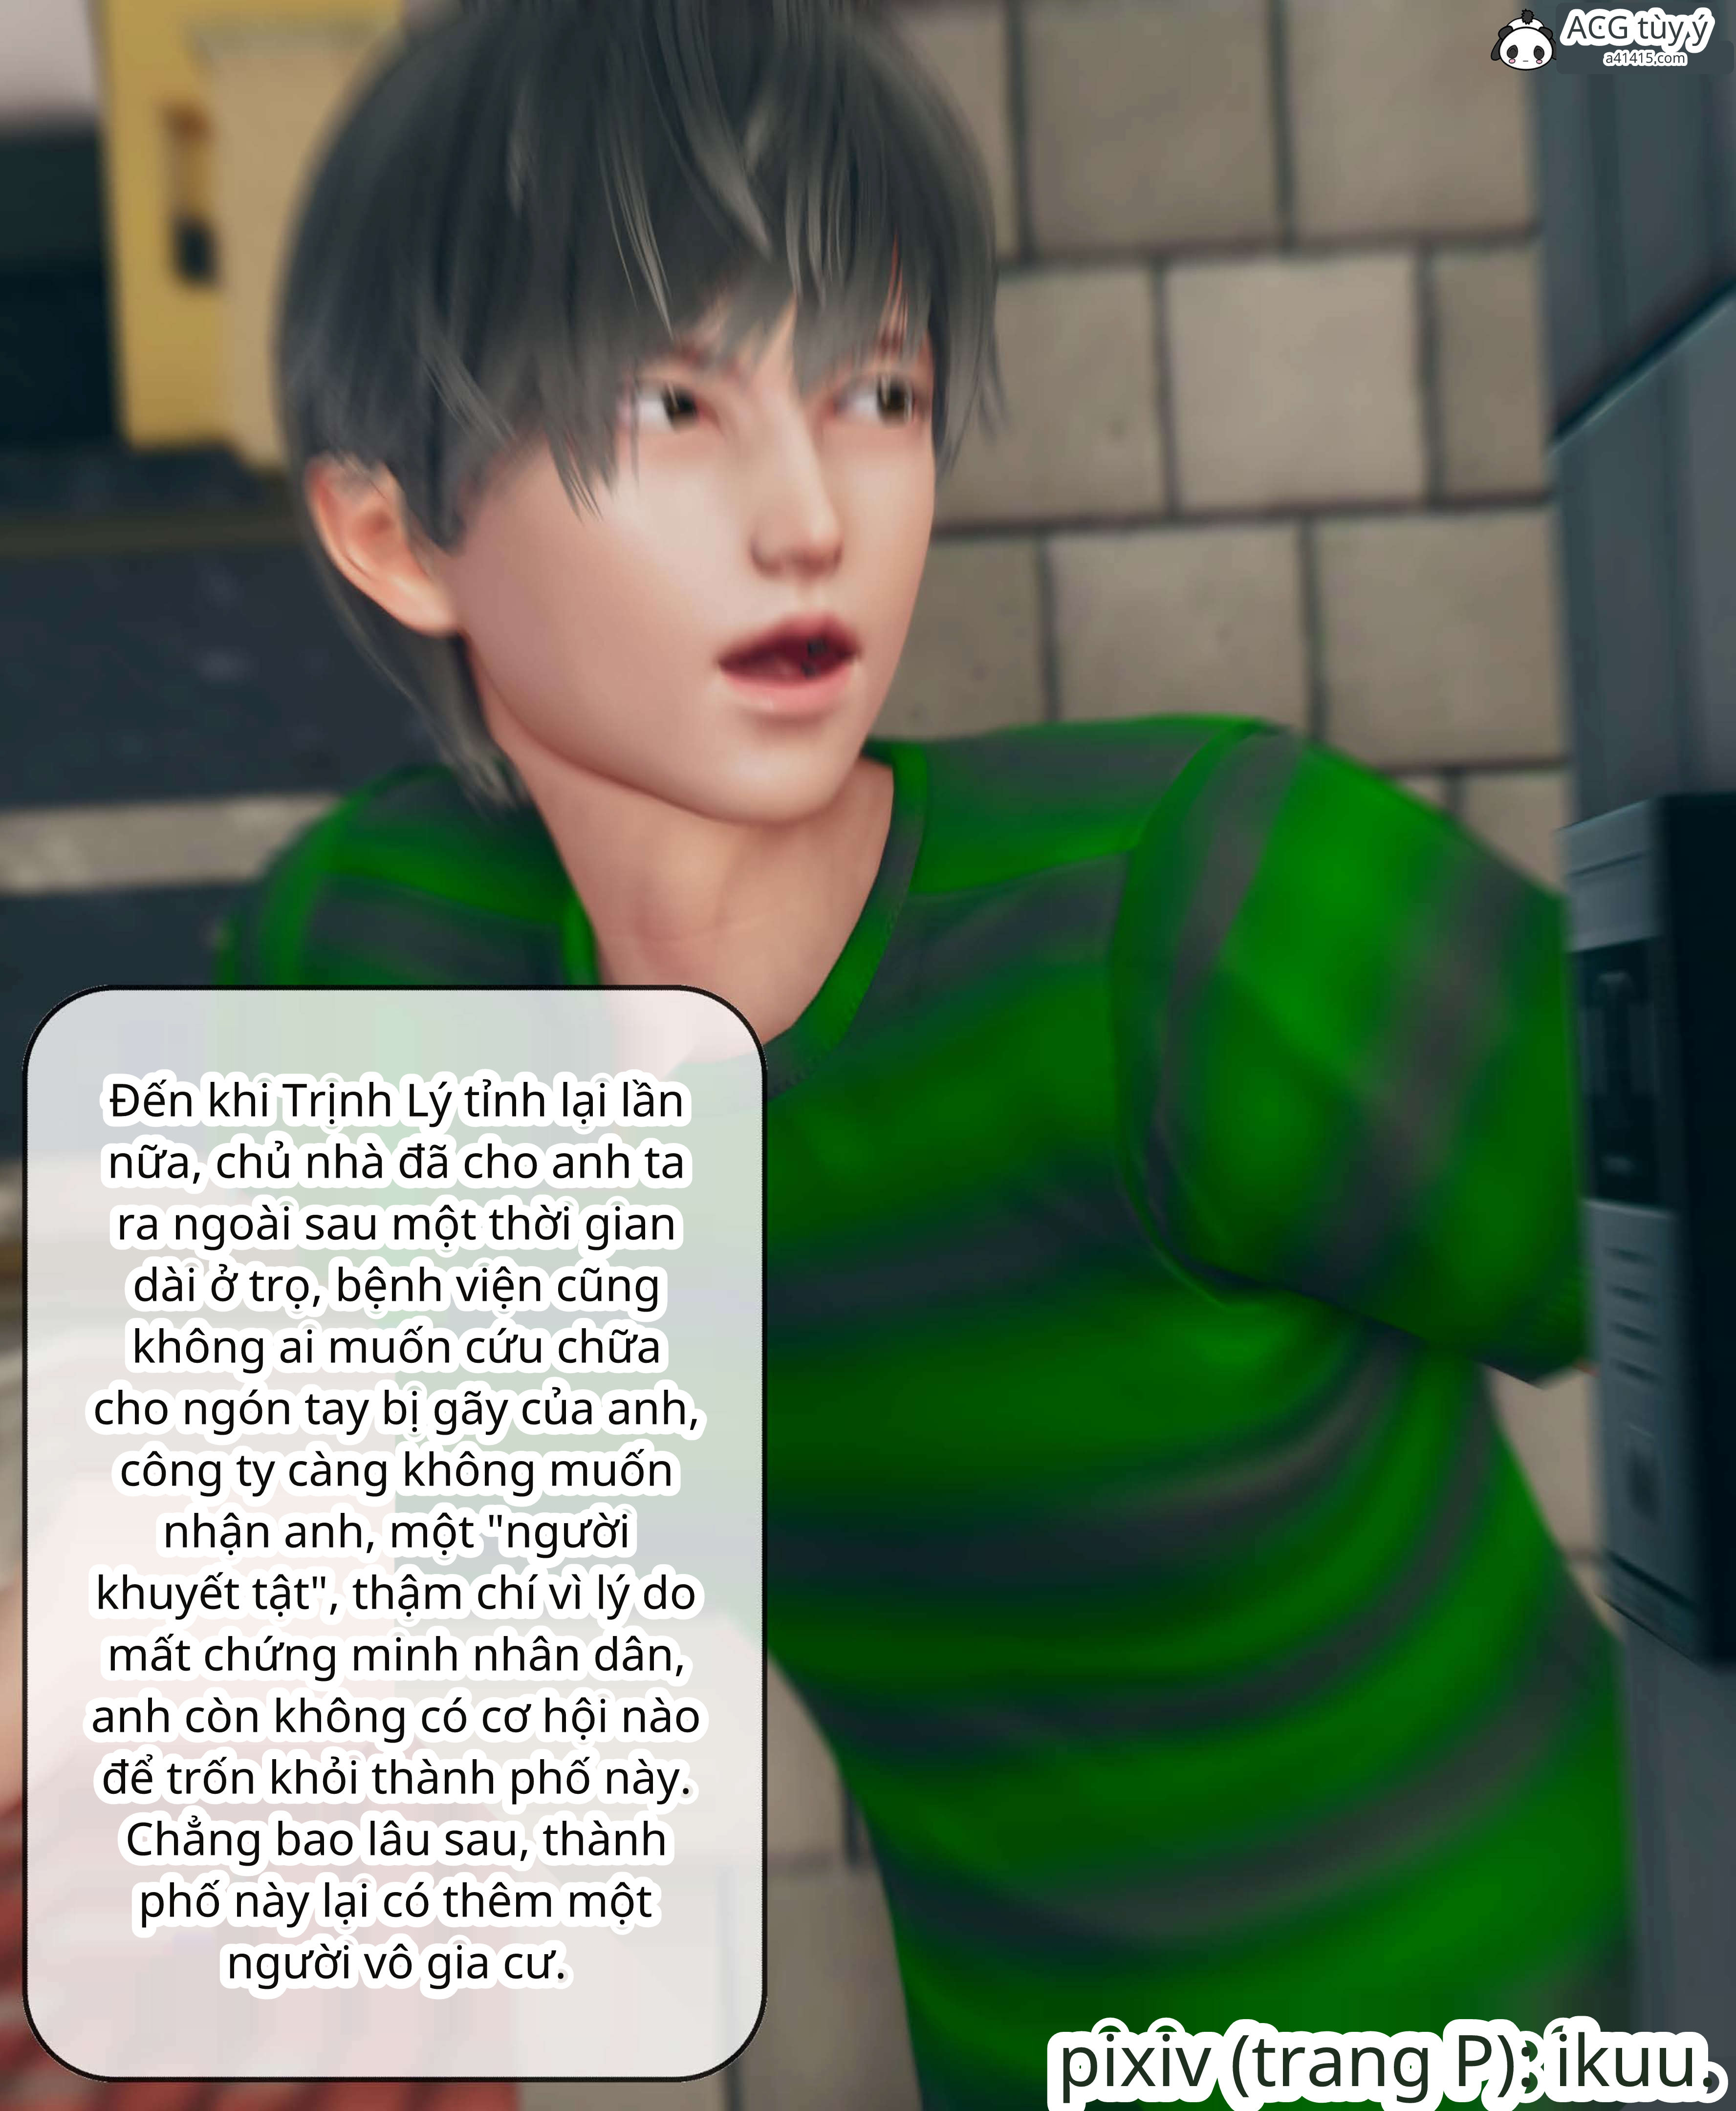 ACG tùy ý
a41415.com
Đến khi Trịnh Lý tỉnh lại lần
nữa, chủ nhà đã cho anh ta
ra ngoài sau một thời gian
dài ở trọ, bệnh viện cũng
không ai muốn cứu chữa
cho ngón tay bị gãy của anh,
công ty càng không muốn
nhận anh, một "người
khuyết tật", thậm chí vì lý do
mất chứng minh nhân dân,
anh còn không có cơ hội nào
để trốn khỏi thành phố này.
Chẳng bao lâu sau, thành
phố này lại có thêm một
người vô gia cư.
pixiv (trang P): ikuu.